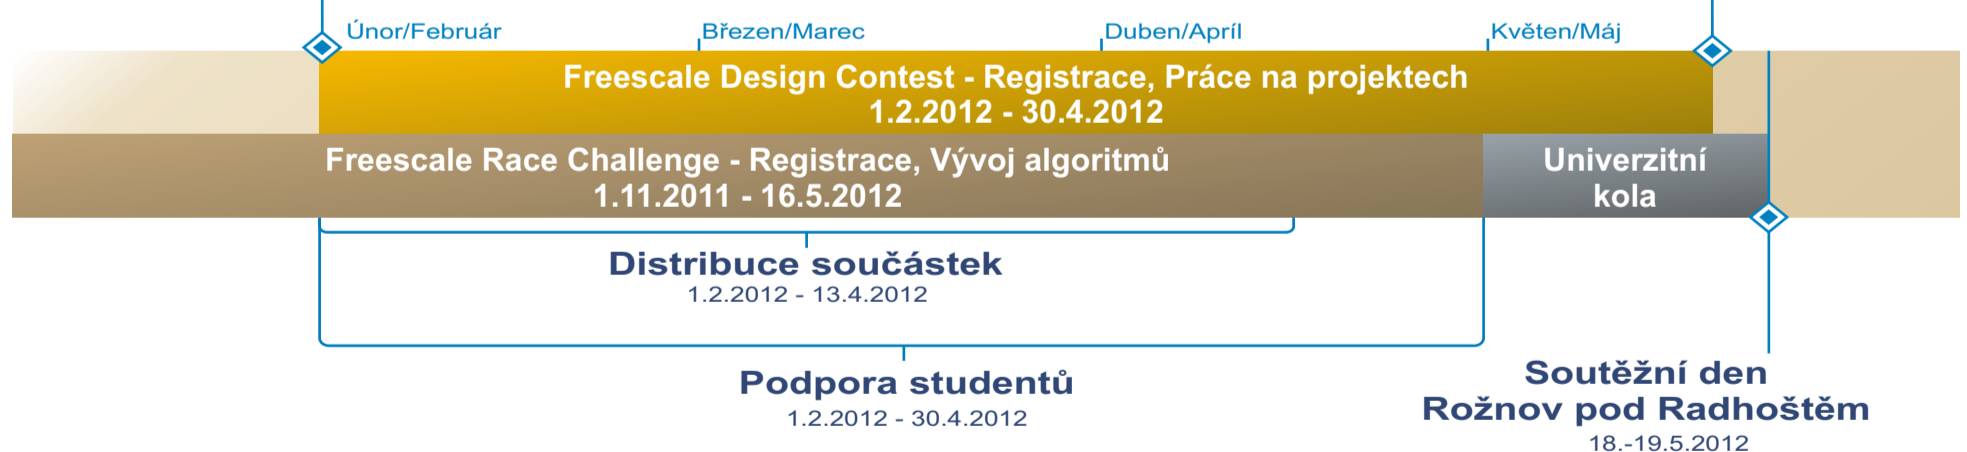 Únor/Február
Březen/Marec
Duben/Apríl
Květen/Máj
Freescale Design Contest - Registrace, Práce na projektech
1.2.2012 - 30.4.2012
Freescale Race Challenge - Registrace, Vývoj algoritmů
1.11.2011 - 16.5.2012
Univerzitní
kola
Distribuce součástek
1.2.2012 - 13.4.2012
Podpora studentů
1.2.2012 - 30.4.2012
Soutěžní den
Rožnov pod Radhoštěm
18.-19.5.2012